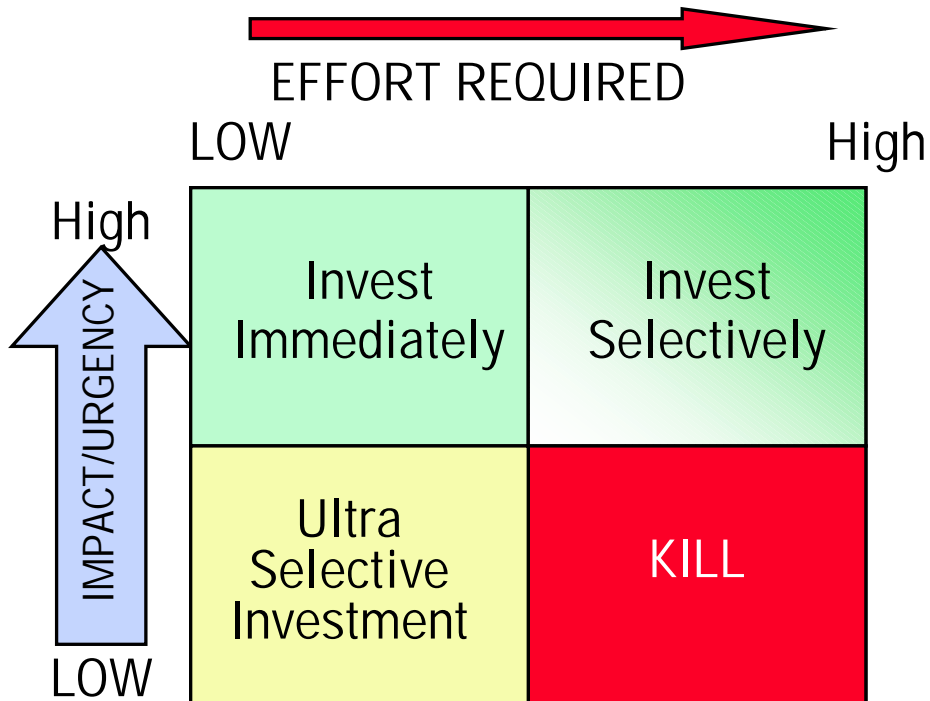 EFFORT REQUIRED
LOW
High
High
Invest
Immediately
Invest
Selectively
IMPACT/URGENCY
Ultra
Selective
Investment
KILL
LOW